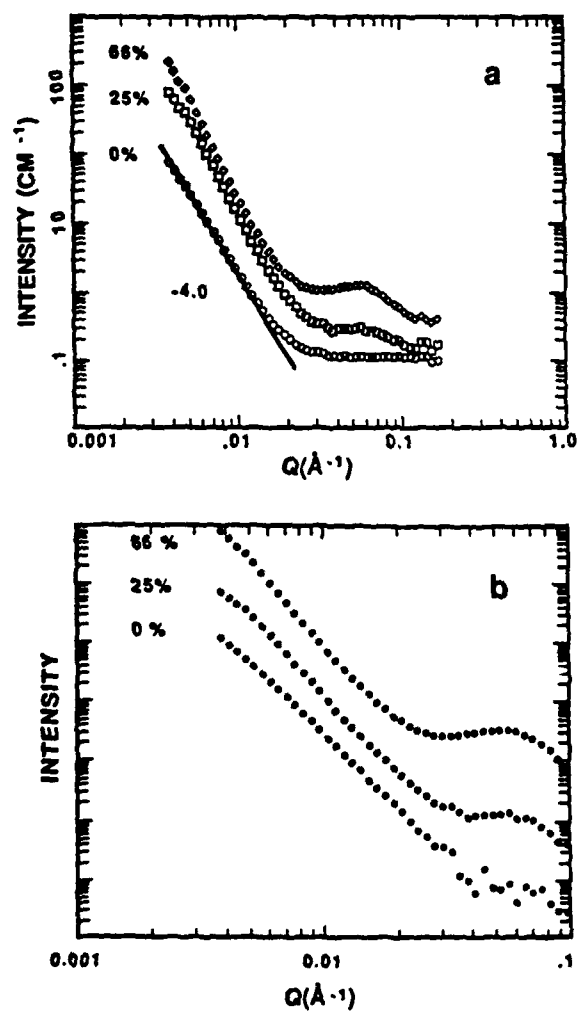 a
66%
25%
0%
-4.0
100
10
.1
INTENSITY (CM -1)
0.001
.01
0.1
1.0
Q(Å-1)
b
66 %
25%
0 %
INTENSITY
0.001
0.01
.1
Q(Å-1)